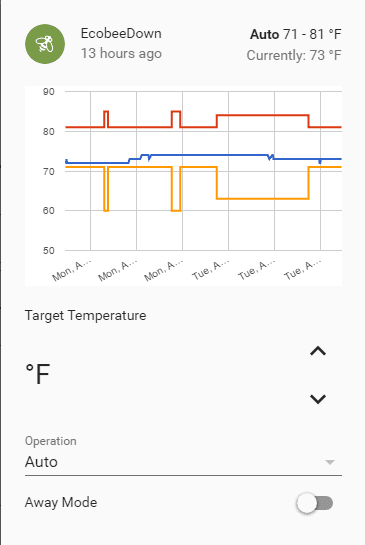 EcobeeDown
Auto 71 - 81 °F
13 hours ago
Currently: 73 °F
90
80
70
60
50
Mon, A...
Mon, A...
Mon, A...
Tue, A...
Tue, A...
Tue, A...
Target Temperature
°F
Operation
Auto
Away Mode